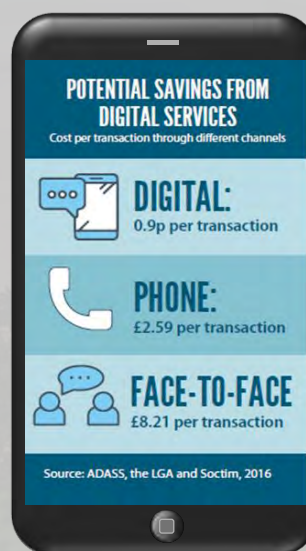 POTENTIAL SAVINGS FROM
DIGITAL SERVICES
Cost per transaction through different channels
DIGITAL:
0.9p per transaction
PHONE:
£2.59 per transaction
FACE-TO-FACE
£8.21 per transaction
Source: ADASS, the LGA and Soctim, 2016